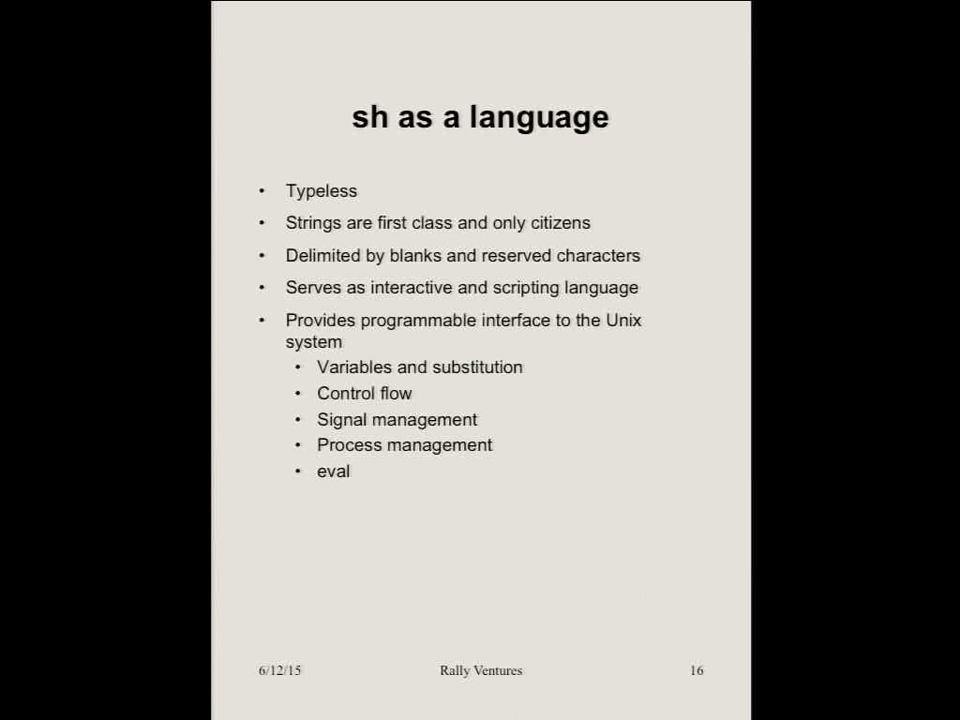 sh as a language
• Typeless
• Strings are first class and only citizens
• Delimited by blanks and reserved characters
• Serves as interactive and scripting language
• Provides programmable interface to the Unix
system
• Variables and substitution
• Control flow
• Signal management
• Process management
• eval
6/12/15 Rally Ventures 16